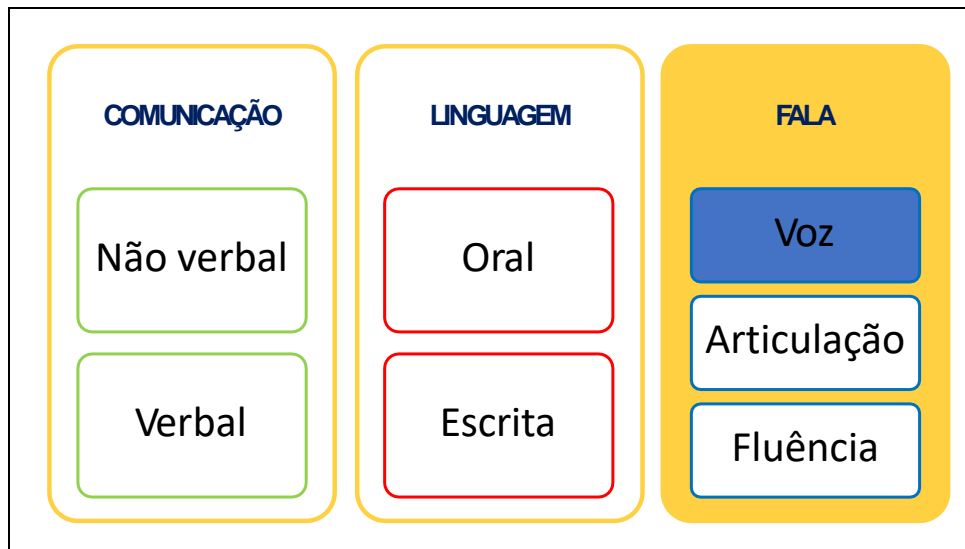 COMUNICAÇÃO
Não verbal
Verbal
LINGUAGEM
Oral
Escrita
FALA
Voz
Articulação
Fluência